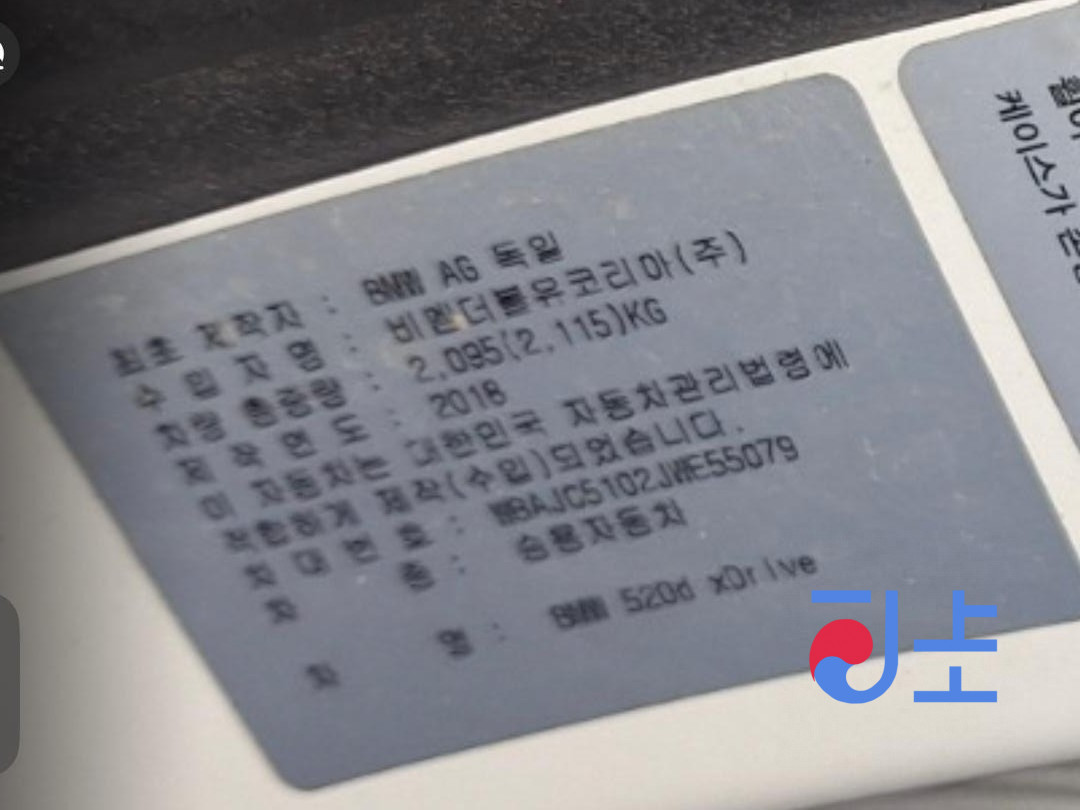 최초 제작자 : BMW AG 독일
수 입 자 명 : 비엠더블유코리아(주)
차량 총중량 : 2,095(2,115)KG
제 작 연 도 : 2018
이 자동차는 대한민국 자동차관리법령에
적합하게 제작(수입)되었습니다.
차 대 번 호 : WBAJC5102JWE55079
차 종 : 승용자동차
차 명 : BMW 520d xDrive
케이스가